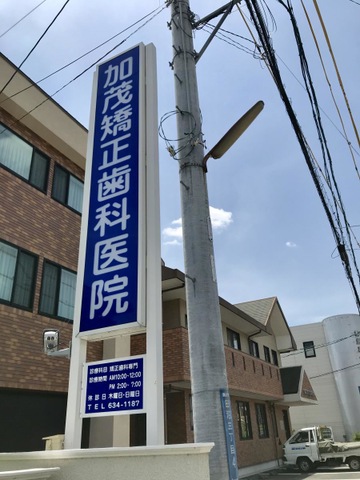 加茂矯正歯科医院
診療科目 矯正歯科専門
診療時間 AM10:00-12:00
PM 2:00- 7:00
休診日 木曜日・日曜日
TEL 634-1187